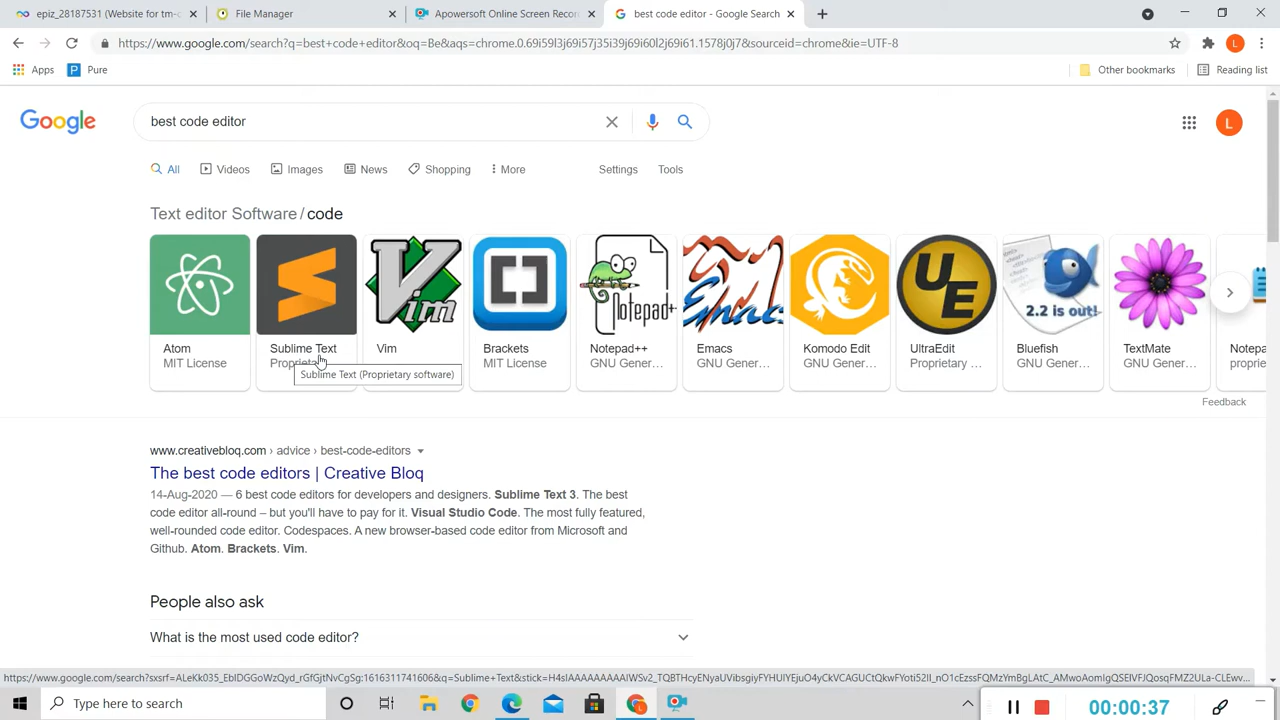 epiz_28187531 (Website for tm-c
File Manager
Apowersoft Online Screen Recor
best code editor - Google Search
https://www.google.com/search?q=best+code+editor&oq=Be&aqs=chrome.0.69i59l3j69i57j35i39j69i60l2j69i61.1578j0j7&sourceid=chrome&ie=UTF-8
L
Apps
Pure
Other bookmarks
Reading list
Google
best code editor
L
All
Videos
Images
News
Shopping
More
Settings
Tools
Text editor Software / code
Vim
Notepad+
UE
2.2 is out!
Atom
Sublime Text
Vim
Brackets
Notepad++
Emacs
Komodo Edit
UltraEdit
Bluefish
TextMate
Notepa
MIT License
Proprieta
MIT License
GNU Gener...
GNU Gener...
GNU Gener...
Proprietary ...
GNU Gener...
GNU Gener...
proprie
Sublime Text (Proprietary software)
Feedback
www.creativebloq.com › advice › best-code-editors
The best code editors | Creative Bloq
14-Aug-2020 — 6 best code editors for developers and designers. Sublime Text 3. The best
code editor all-round – but you'll have to pay for it. Visual Studio Code. The most fully featured,
well-rounded code editor. Codespaces. A new browser-based code editor from Microsoft and
Github. Atom. Brackets. Vim.
People also ask
What is the most used code editor?
Type here to search
00:00:37